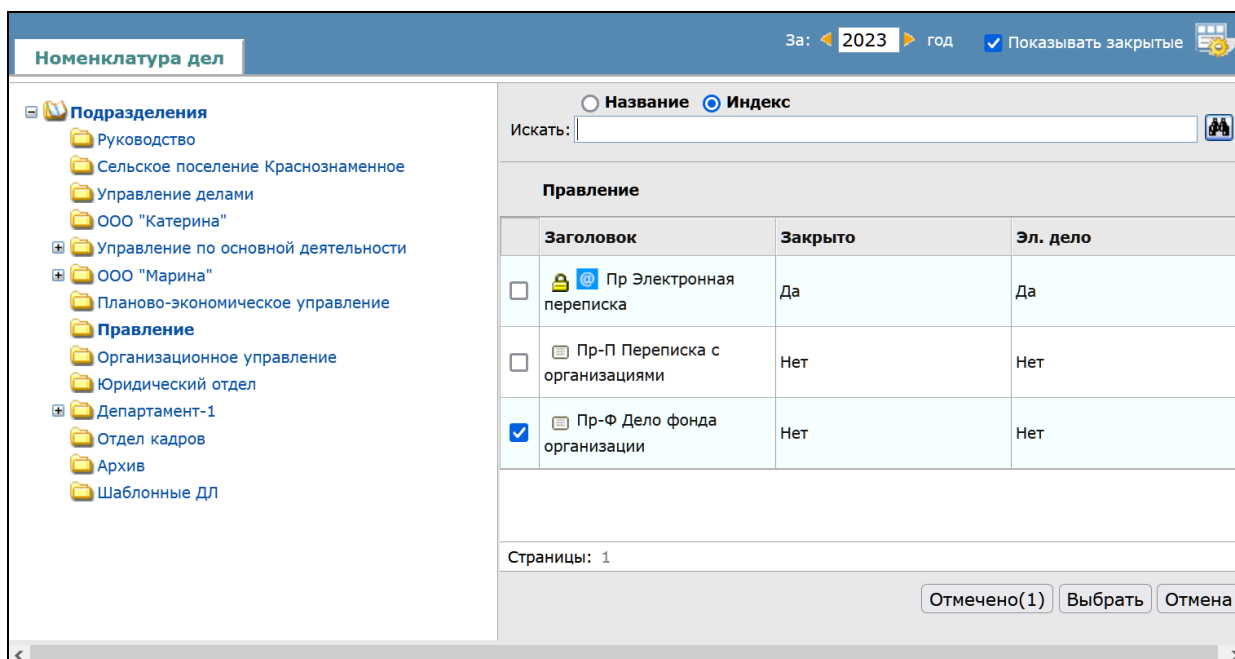 Номенклатура дел
За: 2023 год Показывать закрытые
Подразделения
Руководство
Сельское поселение Краснознаменное
Управление делами
ООО "Катерина"
Управление по основной деятельности
ООО "Марина"
Планово-экономическое управление
Правление
Организационное управление
Юридический отдел
Департамент-1
Отдел кадров
Архив
Шаблонные ДЛ
Название Индекс
Искать:
Правление
Заголовок Закрыто Эл. дело
Пр Электронная
переписка
Да Да
Пр-П Переписка с
организациями
Нет Нет
Пр-Ф Дело фонда
организации
Нет Нет
Страницы: 1
Отмечено(1) Выбрать Отмена